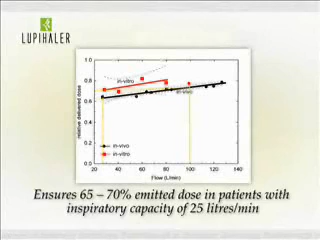 LUPIHALER
1.0
0.8
0.6
0.4
0.2
0.0
relative delivered dose
in-vitro
in-vivo
in-vivo
in-vitro
20 40 60 80 100 120 140
Flow (L/min)
Ensures 65 – 70% emitted dose in patients with
inspiratory capacity of 25 litres/min